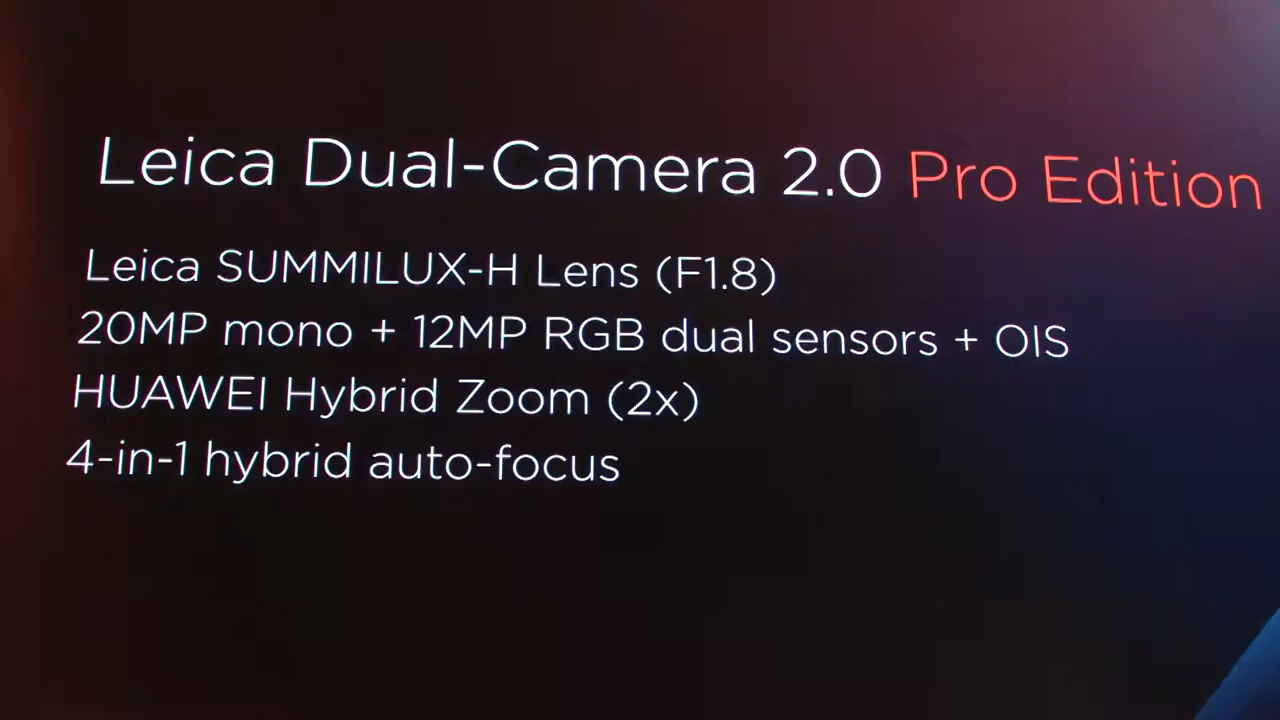 Leica Dual-Camera 2.0 Pro Edition
Leica SUMMILUX-H Lens (F1.8)
20MP mono + 12MP RGB dual sensors + OIS
HUAWEI Hybrid Zoom (2x)
4-in-1 hybrid auto-focus